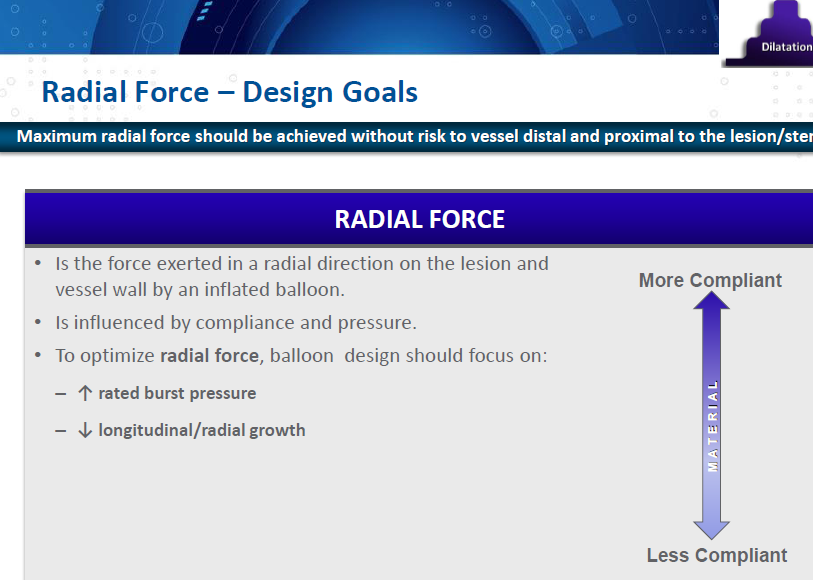 Dilatation
Radial Force – Design Goals
Maximum radial force should be achieved without risk to vessel distal and proximal to the lesion/ster
RADIAL FORCE
• Is the force exerted in a radial direction on the lesion and
vessel wall by an inflated balloon.
• Is influenced by compliance and pressure.
• To optimize radial force, balloon design should focus on:
– ↑ rated burst pressure
– ↓ longitudinal/radial growth
More Compliant
MATERIAL
Less Compliant